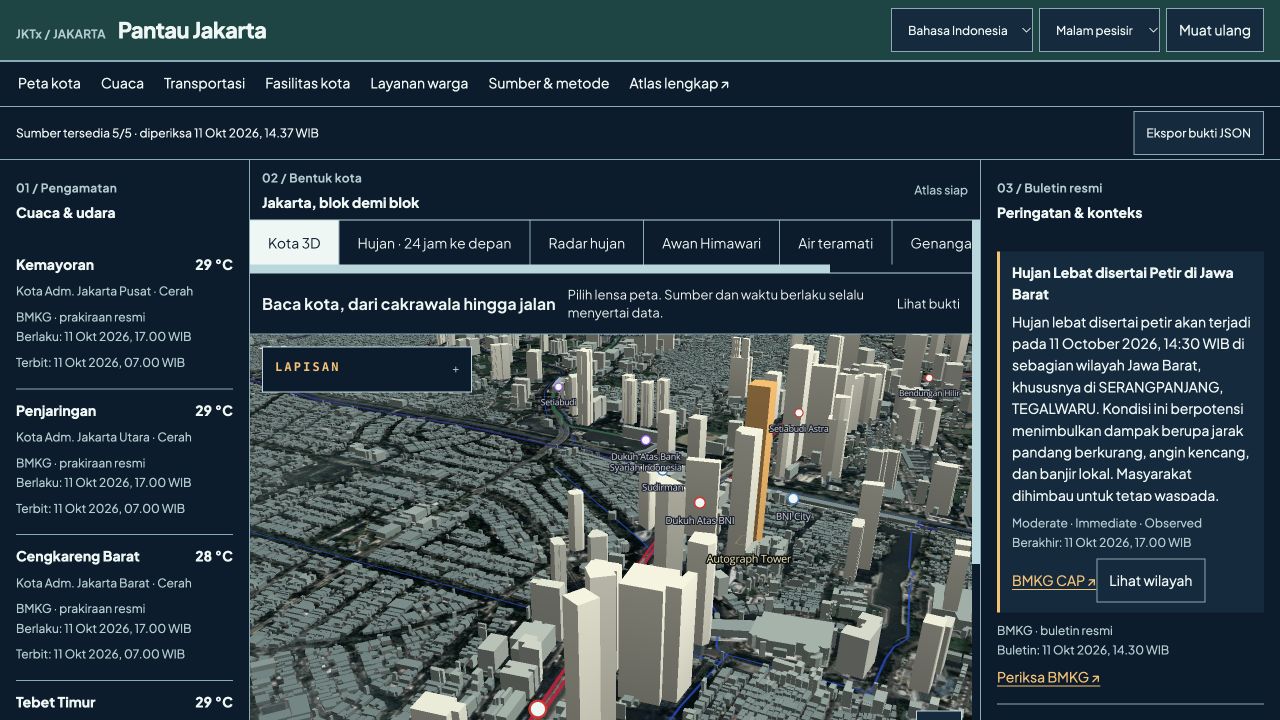 JKTx / JAKARTA Pantau Jakarta
Bahasa Indonesia
Malam pesisir
Muat ulang
Peta kota Cuaca Transportasi Fasilitas kota Layanan warga Sumber & metode Atlas lengkap ↗
Sumber tersedia 5/5 · diperiksa 11 Okt 2026, 14.37 WIB
Ekspor bukti JSON
01 / Pengamatan
Cuaca & udara
Kemayoran 29 °C
Kota Adm. Jakarta Pusat · Cerah
BMKG · prakiraan resmi
Berlaku: 11 Okt 2026, 17.00 WIB
Terbit: 11 Okt 2026, 07.00 WIB
Penjaringan 29 °C
Kota Adm. Jakarta Utara · Cerah
BMKG · prakiraan resmi
Berlaku: 11 Okt 2026, 17.00 WIB
Terbit: 11 Okt 2026, 07.00 WIB
Cengkareng Barat 28 °C
Kota Adm. Jakarta Barat · Cerah
BMKG · prakiraan resmi
Berlaku: 11 Okt 2026, 17.00 WIB
Terbit: 11 Okt 2026, 07.00 WIB
Tebet Timur 29 °C
02 / Bentuk kota
Jakarta, blok demi blok
Atlas siap
Kota 3D Hujan · 24 jam ke depan Radar hujan Awan Himawari Air teramati Genanga
Baca kota, dari cakrawala hingga jalan
Pilih lensa peta. Sumber dan waktu berlaku selalu
menyertai data.
Lihat bukti
LAPISAN +
Setiabudi
Bendungan Hilir
Setiabudi Astra
Dukuh Atas Bank
Syariah Indonesia
Sudirman
Dukuh Atas BNI
BNI City
Autograph Tower
03 / Buletin resmi
Peringatan & konteks
Hujan Lebat disertai Petir di Jawa
Barat
Hujan lebat disertai petir akan terjadi
pada 11 October 2026, 14:30 WIB di
sebagian wilayah Jawa Barat,
khususnya di SERANGPANJANG,
TEGALWARU. Kondisi ini berpotensi
menimbulkan dampak berupa jarak
pandang berkurang, angin kencang,
dan banjir lokal. Masyarakat
dihimbau untuk tetap waspada.
Moderate · Immediate · Observed
Berakhir: 11 Okt 2026, 17.00 WIB
BMKG CAP ↗
Lihat wilayah
BMKG · buletin resmi
Buletin: 11 Okt 2026, 14.30 WIB
Periksa BMKG ↗